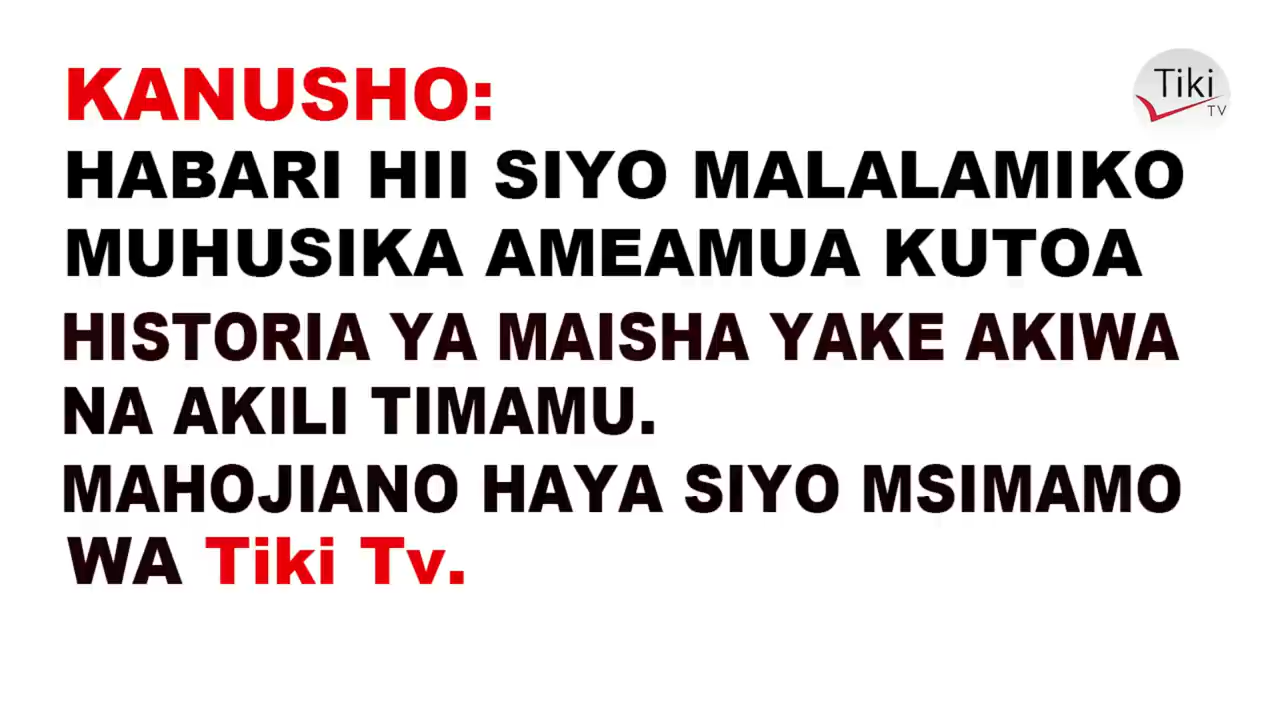 KANUSHO:
Tiki
TV
HABARI HII SIYO MALALAMIKO
MUHUSIKA AMEAMUA KUTOA
HISTORIA YA MAISHA YAKE AKIWA
NA AKILI TIMAMU.
MAHOJIANO HAYA SIYO MSIMAMO
WA Tiki Tv.